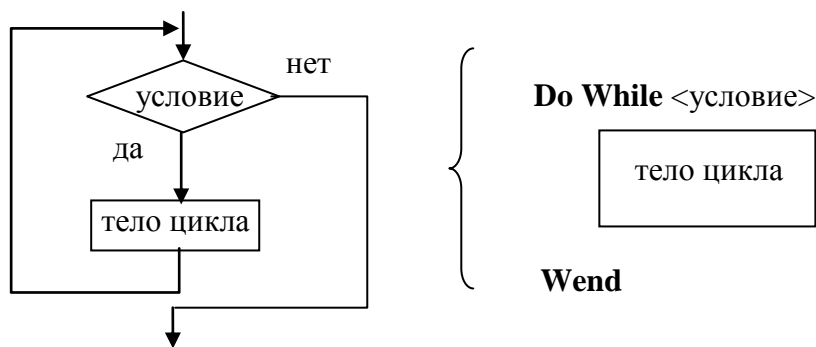 нет
условие
да
тело цикла
Do While <условие>
тело цикла
Wend